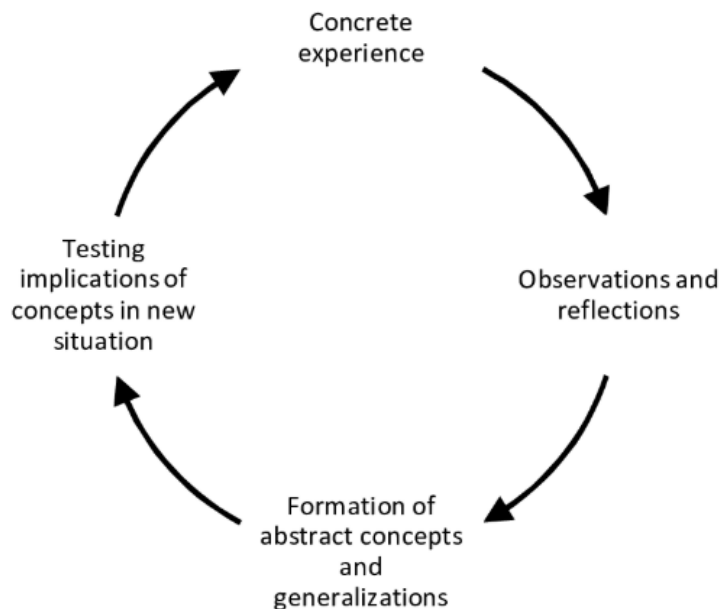 Concrete
experience
Testing
implications of
concepts in new
situation
Observations and
reflections
Formation of
abstract concepts
and
generalizations